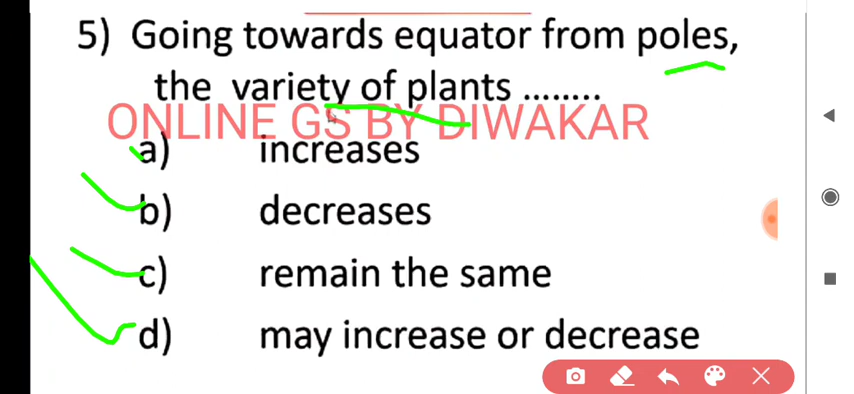 5) Going towards equator from poles,
the variety of plants ........
ONLINE GS BY DIWAKAR
a) increases
b) decreases
c) remain the same
d) may increase or decrease